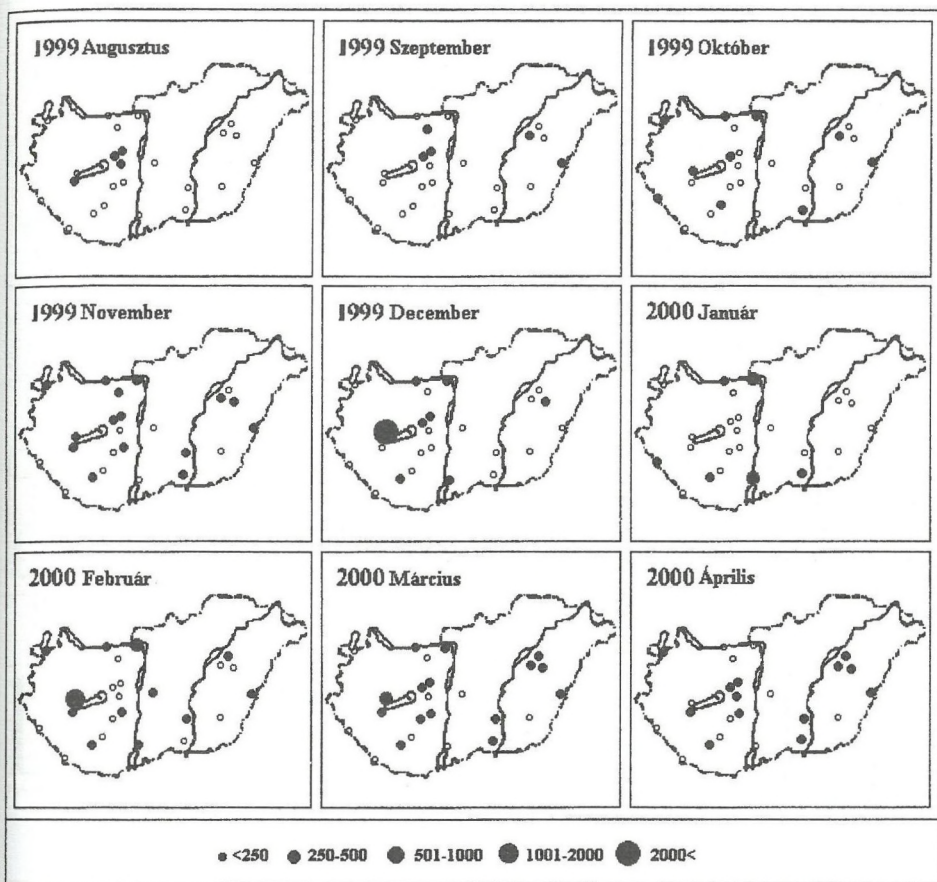 1999 Augusztus
1999 Szeptember
1999 Október
1999 November
1999 December
2000 Január
2000 Február
2000 Március
2000 Április
<250 250-500 501-1000 1001-2000 2000<